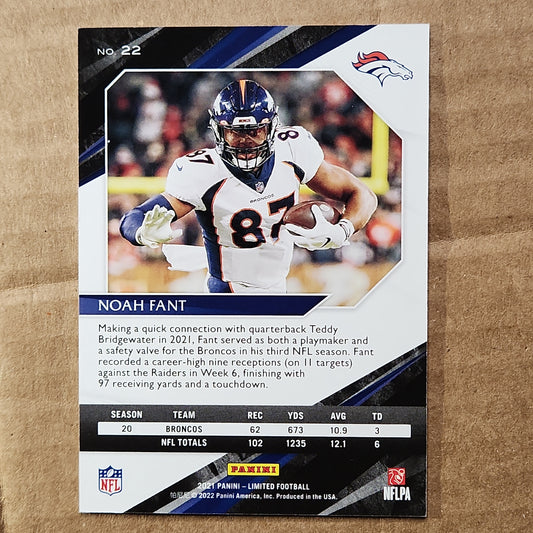 NO. 22
BRONCOS
87
87
NOAH FANT
Making a quick connection with quarterback Teddy
Bridgewater in 2021, Fant served as both a playmaker and
a safety valve for the Broncos in his third NFL season. Fant
recorded a career-high nine receptions (on 11 targets)
against the Raiders in Week 6, finishing with
97 receiving yards and a touchdown.
SEASON TEAM REC YDS AVG TD
20 BRONCOS 62 673 10.9 3
NFL TOTALS 102 1235 12.1 6
NFL
PANINI
NFLPA
2021 PANINI – LIMITED FOOTBALL
帕尼尼 © 2022 Panini America, Inc. Produced in the USA.